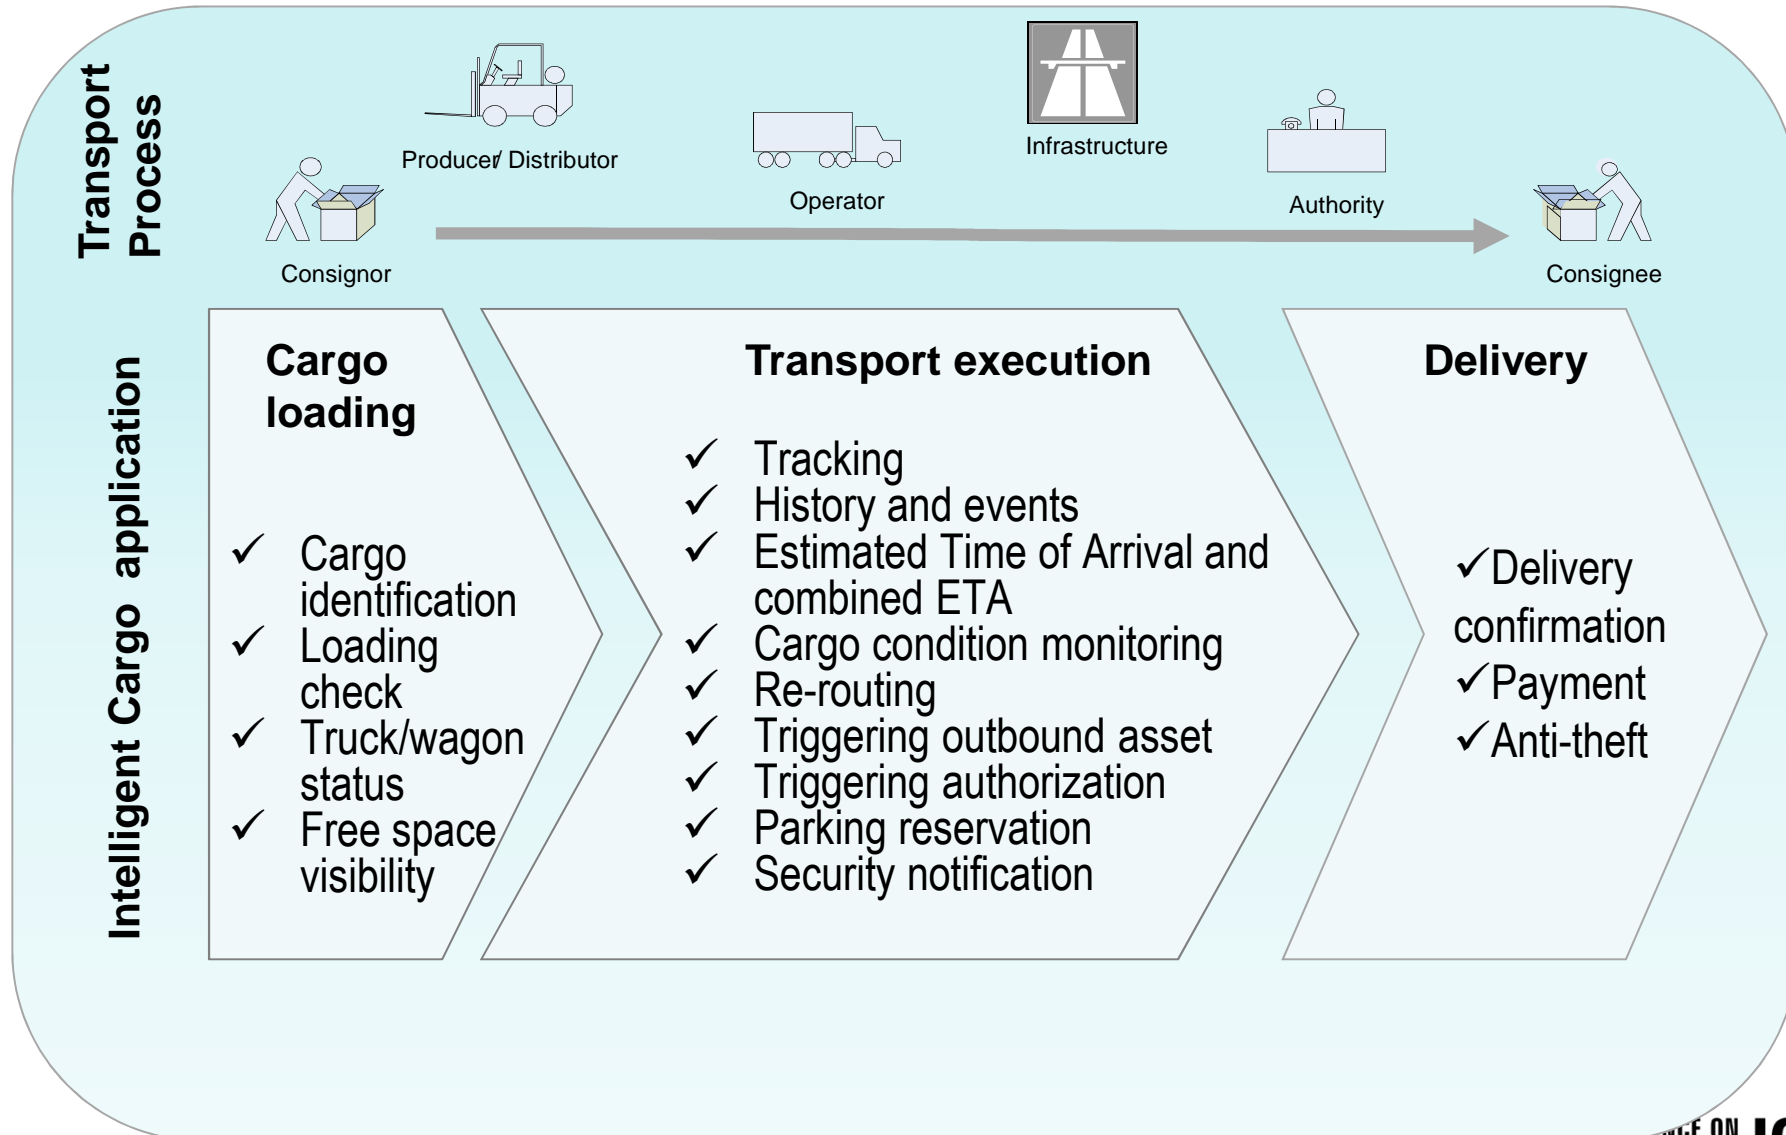 Transport
Process
Producer/ Distributor
Operator
Infrastructure
Authority
Consignor
Consignee
Intelligent Cargo application
Cargo
loading
✓ Cargo
identification
✓ Loading
check
✓ Truck/wagon
status
✓ Free space
visibility
Transport execution
✓ Tracking
✓ History and events
✓ Estimated Time of Arrival and
combined ETA
✓ Cargo condition monitoring
✓ Re-routing
✓ Triggering outbound asset
✓ Triggering authorization
✓ Parking reservation
✓ Security notification
Delivery
✓Delivery
confirmation
✓Payment
✓Anti-theft
ON